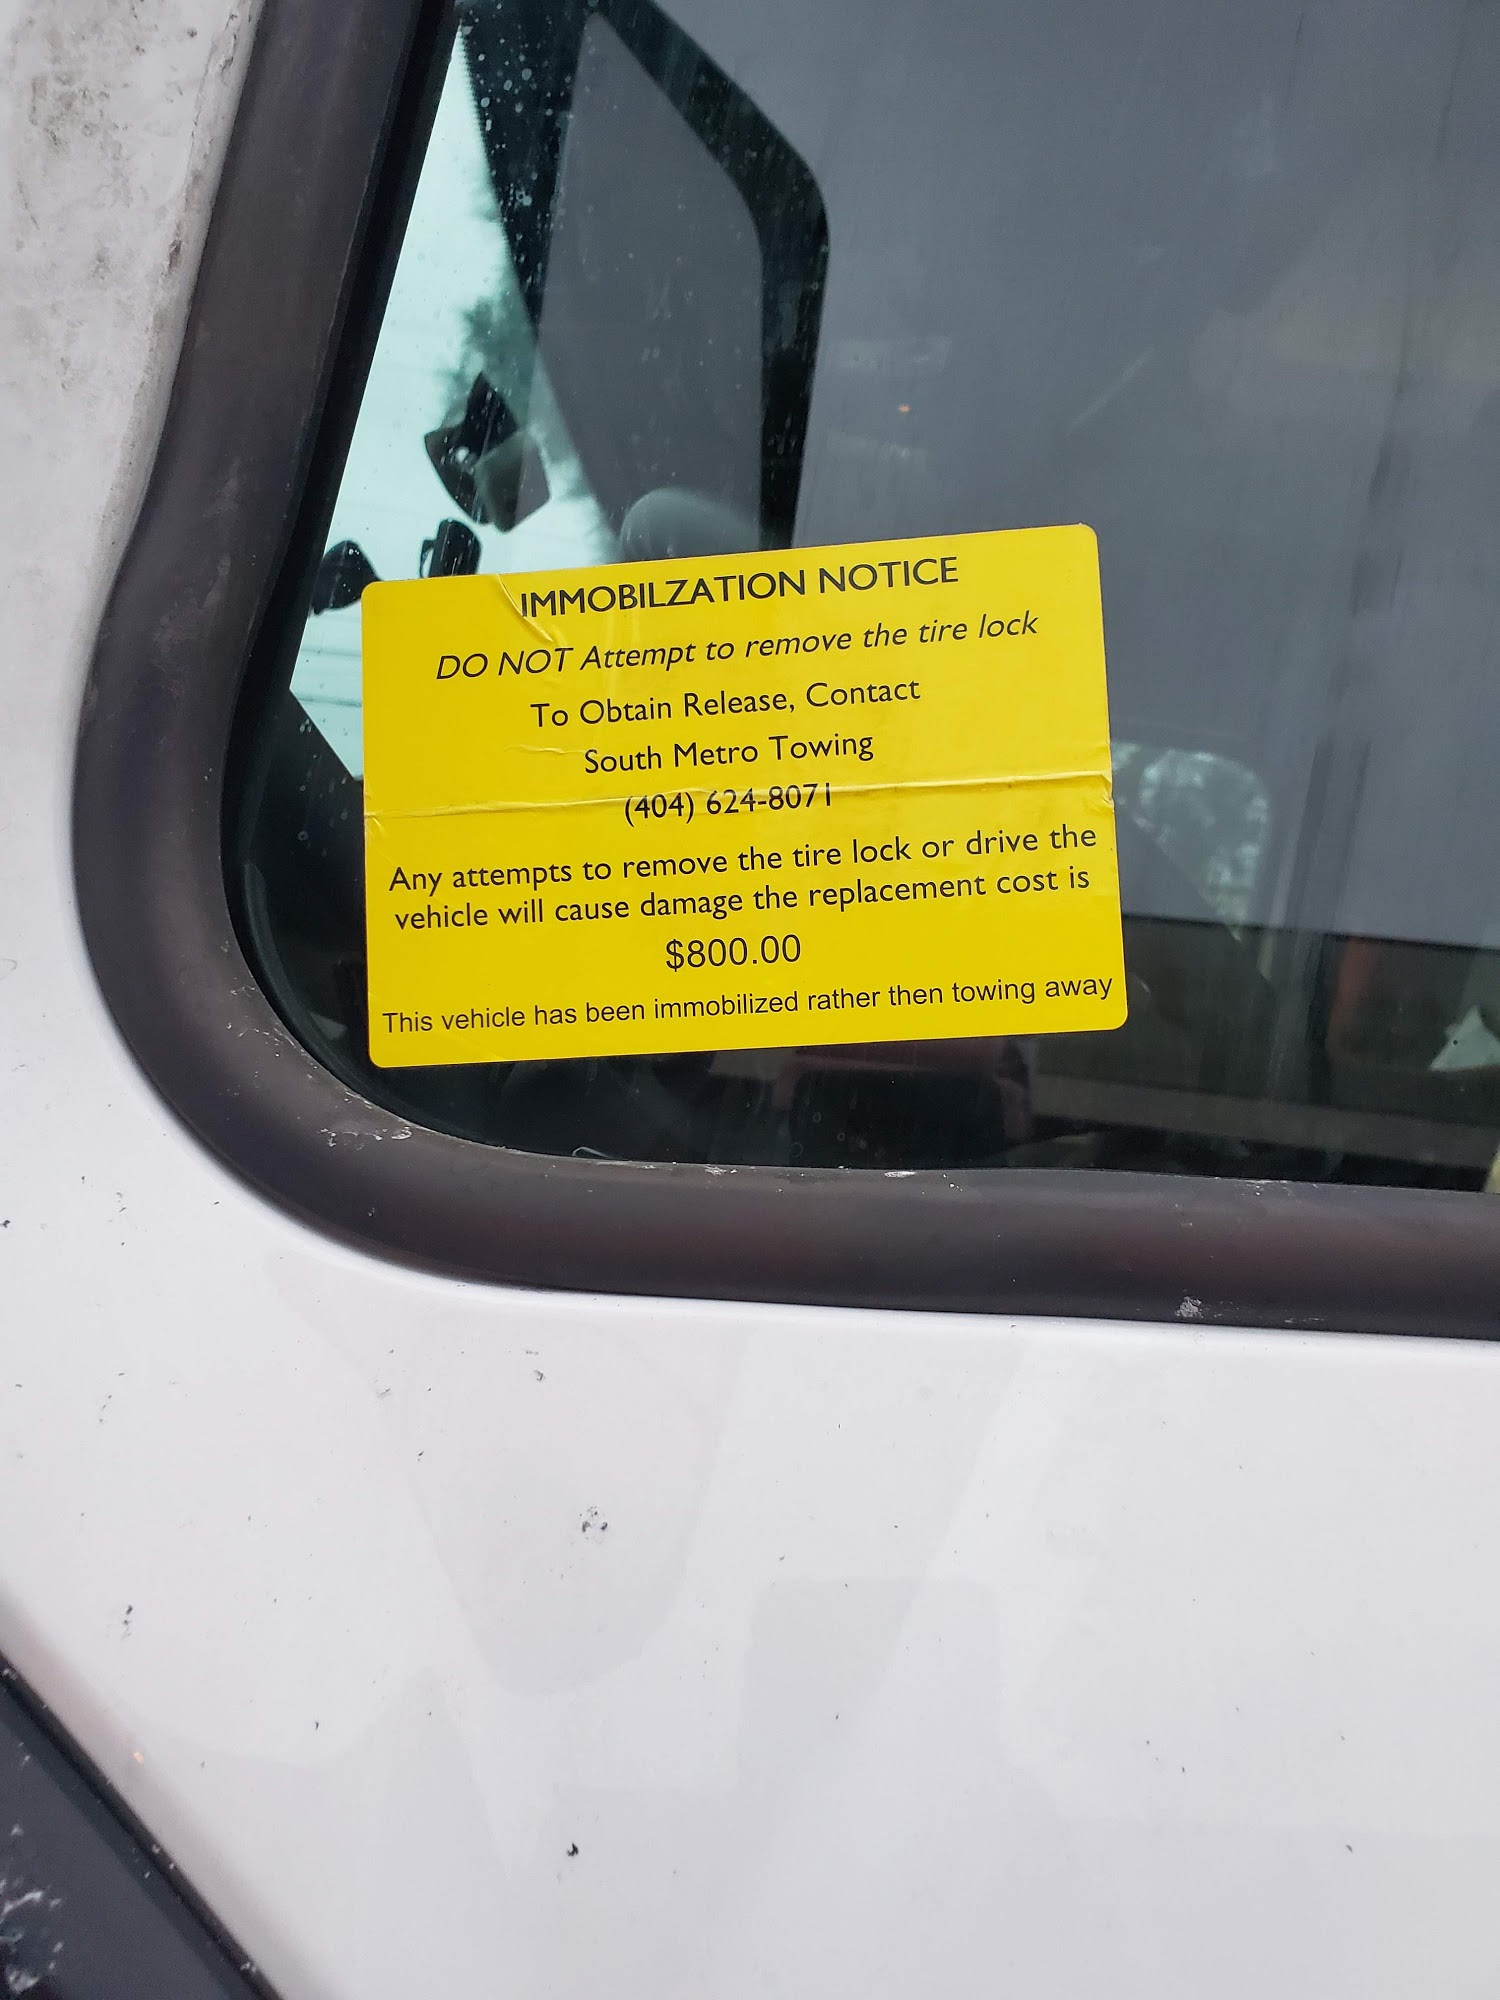 IMMOBILZATION NOTICE
DO NOT Attempt to remove the tire lock
To Obtain Release, Contact
South Metro Towing
(404) 624-8071
Any attempts to remove the tire lock or drive the
vehicle will cause damage the replacement cost is
$800.00
This vehicle has been immobilized rather then towing away